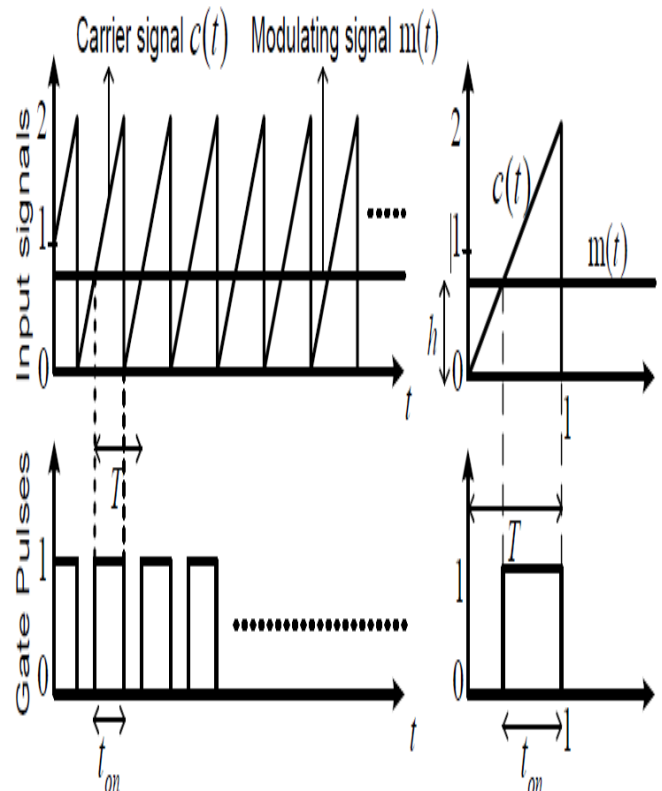 Carrier signal c(t) Modulating signal m(t)
Input signals
2
1
0
t
T
2
1
0
c(t)
m(t)
h
1
Gate Pulses
1
0
t
t_on
T
1
0
1
t_on